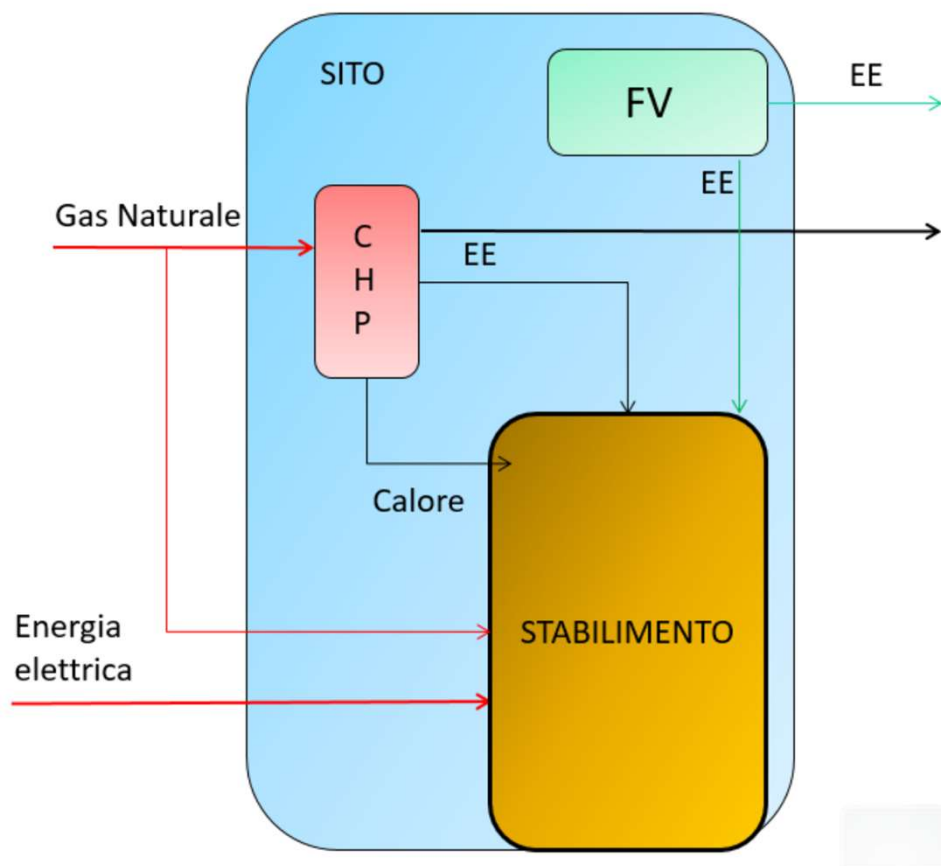 SITO
FV
EE
EE
Gas Naturale
C
H
P
EE
Calore
Energia
elettrica
STABILIMENTO